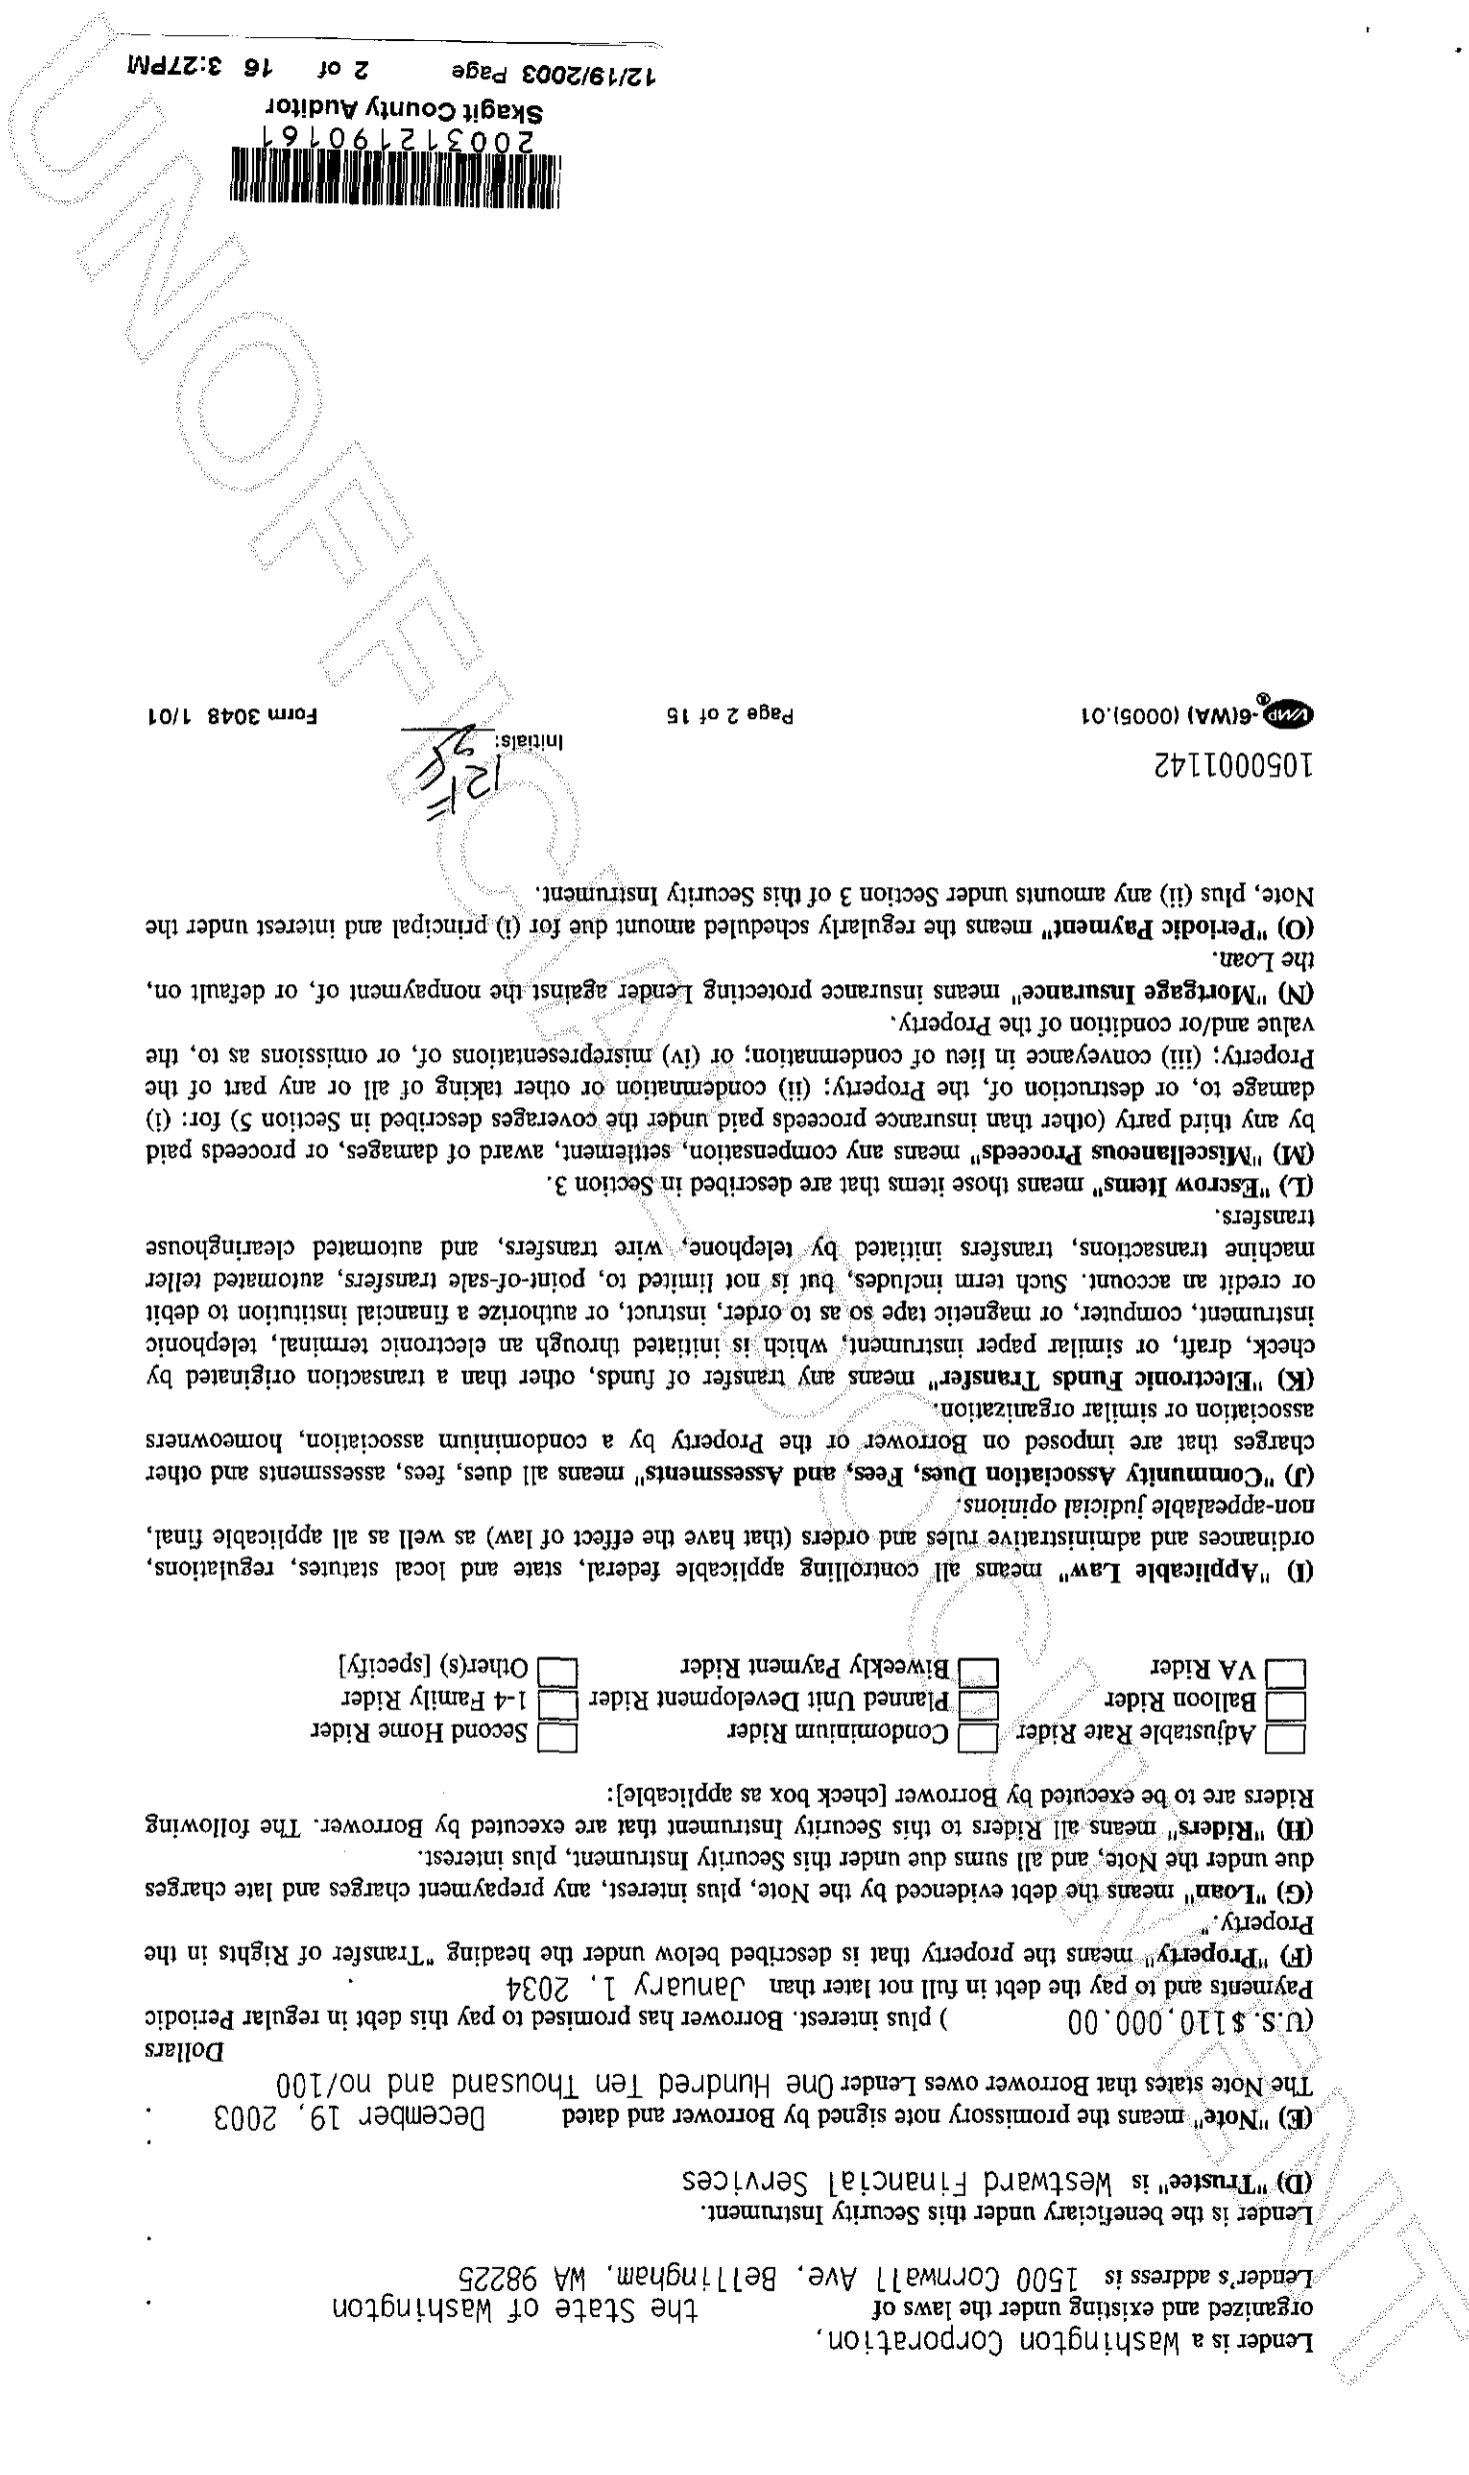 Lender is a Washington Corporation,
organized and existing under the laws of the State of Washington .
Lender's address is 1500 Cornwall Ave, Bellingham, WA 98225
.
Lender is the beneficiary under this Security Instrument.
(D) "Trustee" is Westward Financial Services
.
(E) "Note" means the promissory note signed by Borrower and dated December 19, 2003 .
The Note states that Borrower owes Lender One Hundred Ten Thousand and no/100
Dollars
(U.S. $110,000.00 ) plus interest. Borrower has promised to pay this debt in regular Periodic
Payments and to pay the debt in full not later than January 1, 2034 .
(F) "Property" means the property that is described below under the heading "Transfer of Rights in the
Property."
(G) "Loan" means the debt evidenced by the Note, plus interest, any prepayment charges and late charges
due under the Note, and all sums due under this Security Instrument, plus interest.
(H) "Riders" means all Riders to this Security Instrument that are executed by Borrower. The following
Riders are to be executed by Borrower [check box as applicable]:
Adjustable Rate Rider Condominium Rider Second Home Rider
Balloon Rider Planned Unit Development Rider 1-4 Family Rider
VA Rider Biweekly Payment Rider Other(s) [specify]
(I) "Applicable Law" means all controlling applicable federal, state and local statutes, regulations,
ordinances and administrative rules and orders (that have the effect of law) as well as all applicable final,
non-appealable judicial opinions.
(J) "Community Association Dues, Fees, and Assessments" means all dues, fees, assessments and other
charges that are imposed on Borrower or the Property by a condominium association, homeowners
association or similar organization.
(K) "Electronic Funds Transfer" means any transfer of funds, other than a transaction originated by
check, draft, or similar paper instrument, which is initiated through an electronic terminal, telephonic
instrument, computer, or magnetic tape so as to order, instruct, or authorize a financial institution to debit
or credit an account. Such term includes, but is not limited to, point-of-sale transfers, automated teller
machine transactions, transfers initiated by telephone, wire transfers, and automated clearinghouse
transfers.
(L) "Escrow Items" means those items that are described in Section 3.
(M) "Miscellaneous Proceeds" means any compensation, settlement, award of damages, or proceeds paid
by any third party (other than insurance proceeds paid under the coverages described in Section 5) for: (i)
damage to, or destruction of, the Property; (ii) condemnation or other taking of all or any part of the
Property; (iii) conveyance in lieu of condemnation; or (iv) misrepresentations of, or omissions as to, the
value and/or condition of the Property.
(N) "Mortgage Insurance" means insurance protecting Lender against the nonpayment of, or default on,
the Loan.
(O) "Periodic Payment" means the regularly scheduled amount due for (i) principal and interest under the
Note, plus (ii) any amounts under Section 3 of this Security Instrument.
1050001142
Initials:
VMP®-6(WA) (0005).01 Page 2 of 15 Form 3048 1/01
200312190161
Skagit County Auditor
12/19/2003 Page 2 of 16 3:27PM
UNOFFICIAL DOCUMENT